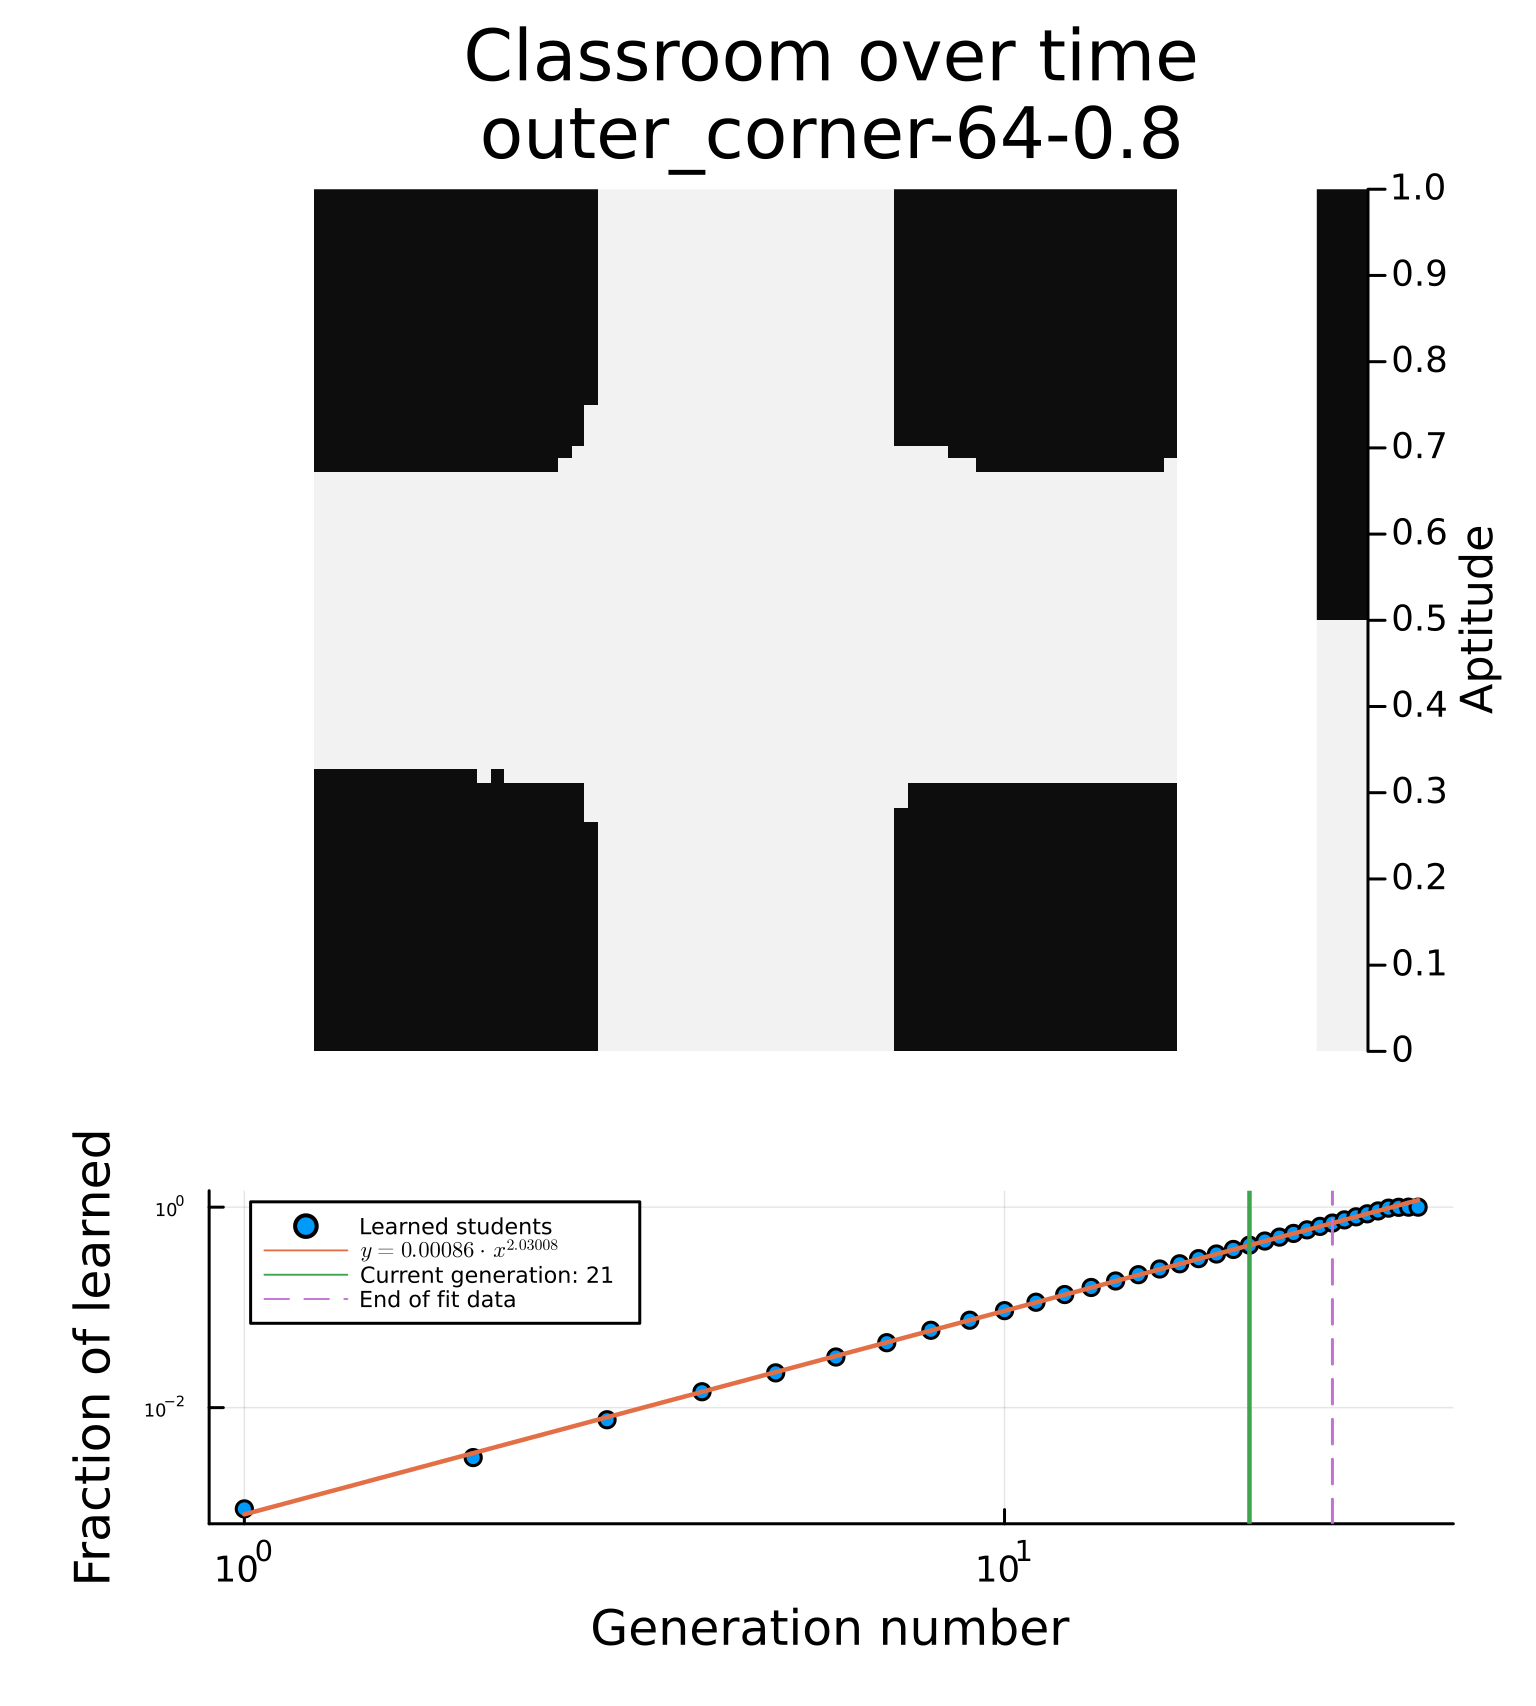 Classroom over time
outer_corner-64-0.8
1.0
0.9
0.8
0.7
0.6
0.5
0.4
0.3
0.2
0.1
0
Aptitude
Fraction of learned
10⁰
10⁻²
Learned students
y = 0.00086 · x^2.03008
Current generation: 21
End of fit data
10⁰
10¹
Generation number